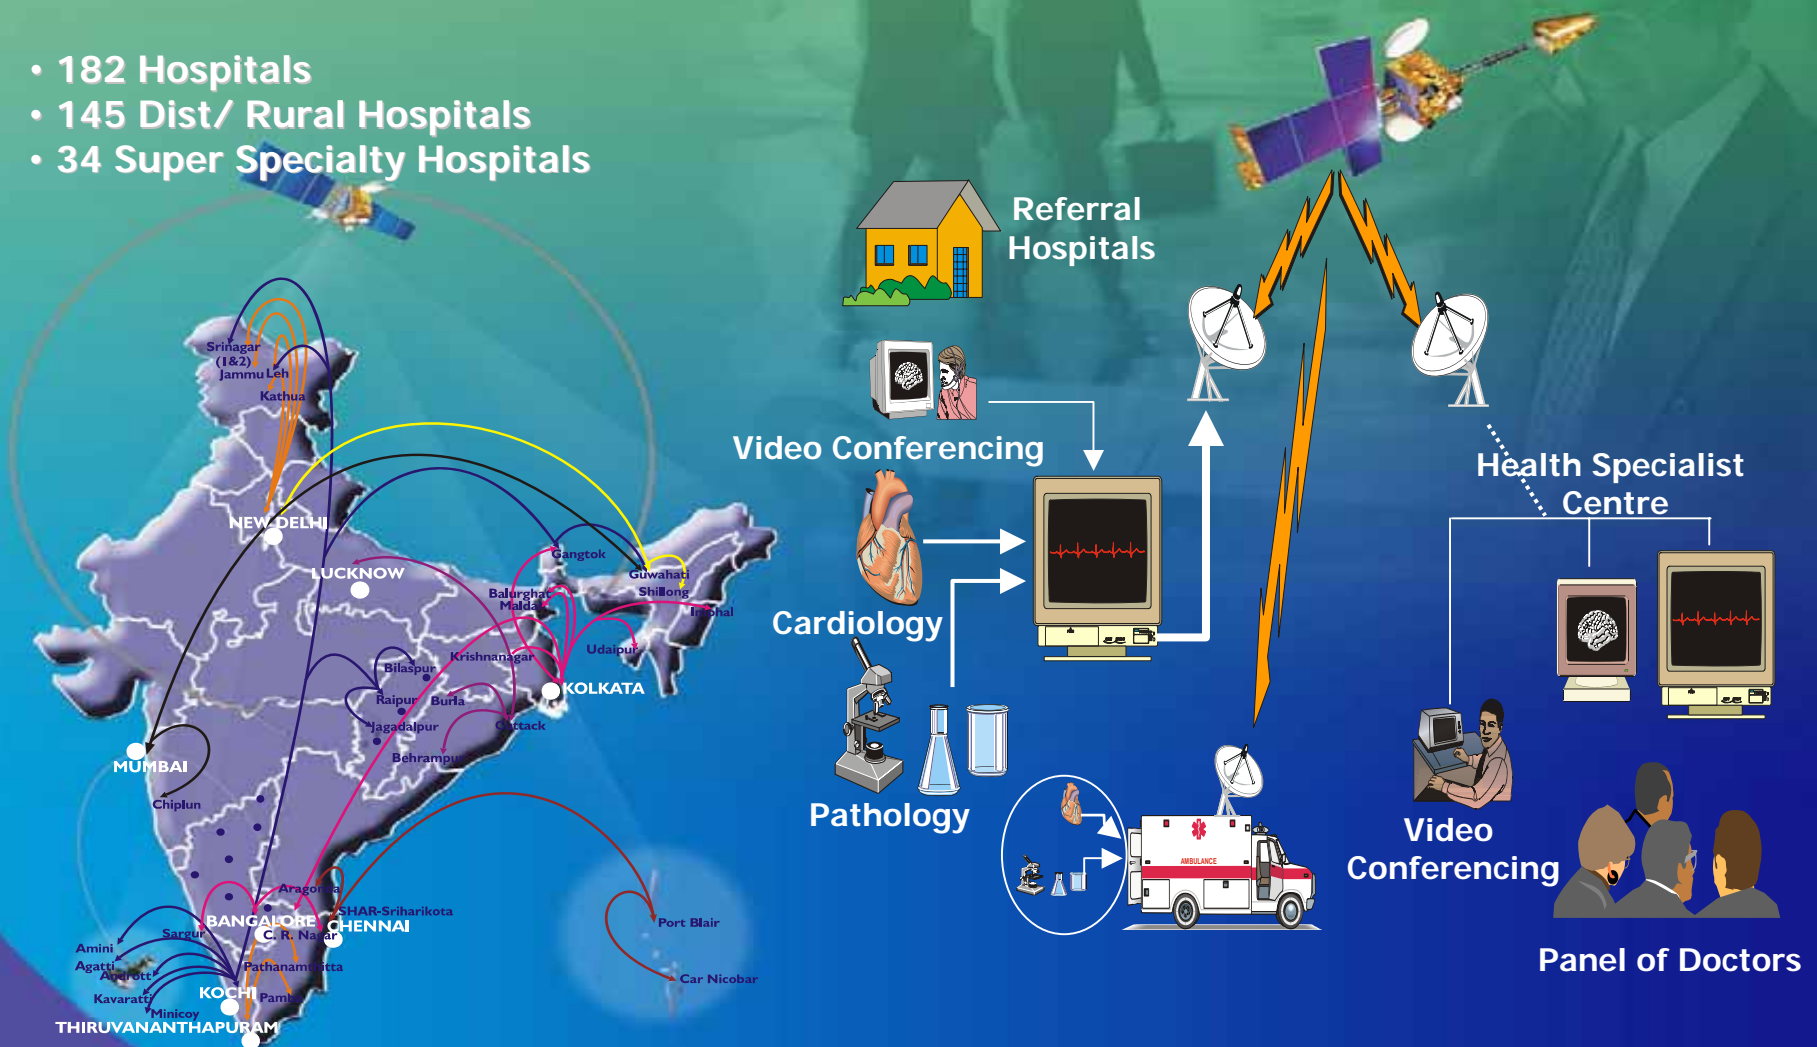 • 182 Hospitals
• 145 Dist/ Rural Hospitals
• 34 Super Specialty Hospitals
Srinagar
(1&2)
Jammu Leh
Kathua
NEW DELHI
LUCKNOW
Gangtok
Guwahati
Shillong
Balurghat
Malda
Imphal
Udaipur
Krishnanagar
Bilaspur
KOLKATA
Raipur
Burla
Jagadalpur
Cuttack
Behrampur
MUMBAI
Chiplun
Aragonda
SHAR-Sriharikota
BANGALORE
CHENNAI
Sargur
C. R. Nagar
Amini
Agatti
Andrott
Pathanamthitta
Kavaratti
KOCHI
Pamba
Minicoy
THIRUVANANTHAPURAM
Port Blair
Car Nicobar
Referral
Hospitals
Video Conferencing
Cardiology
Pathology
AMBULANCE
Health Specialist
Centre
Video
Conferencing
Panel of Doctors